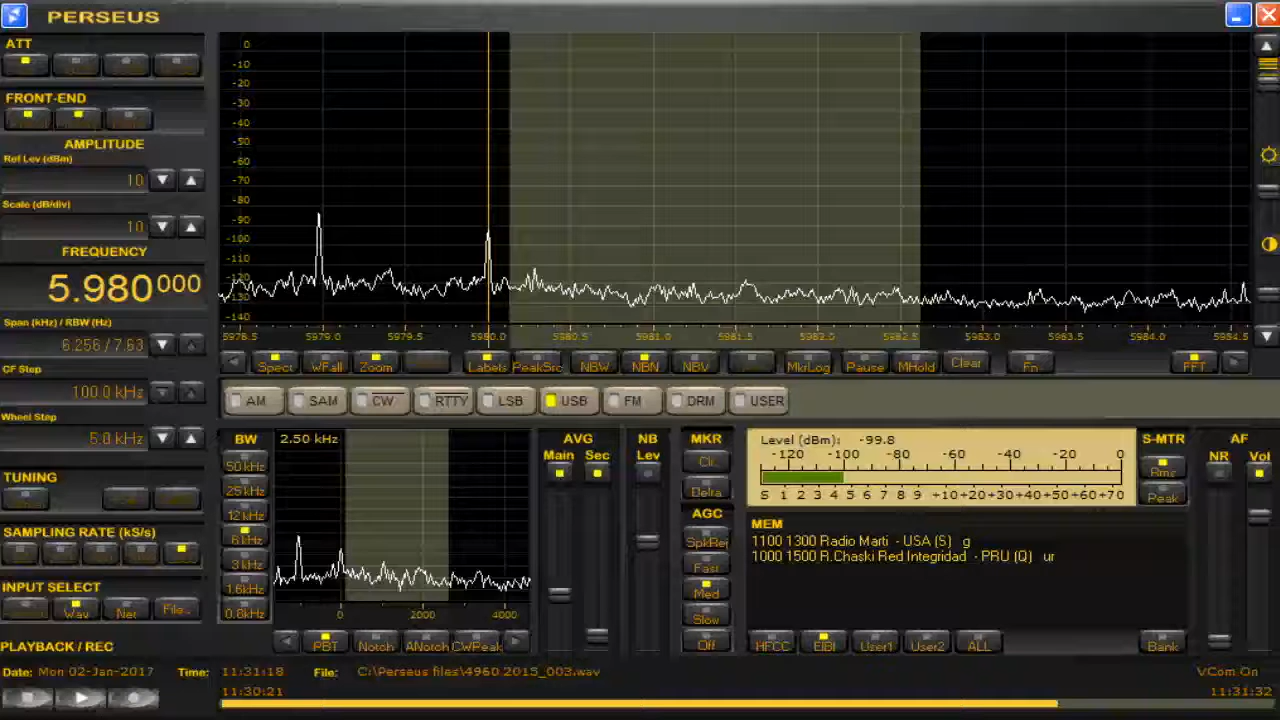 PERSEUS
ATT
FRONT-END
AMPLITUDE
Ref Lev (dBm)
10
Scale (dB/div)
10
FREQUENCY
5.980000
Span (kHz) / RBW (Hz)
6.256 / 7.63
CF Step
100.0 kHz
Wheel Step
5.0 kHz
TUNING
SAMPLING RATE (kS/s)
INPUT SELECT
Wav Net File..
PLAYBACK / REC
0
-10
-20
-30
-40
-50
-60
-70
-80
-90
-100
-110
-120
-130
-140
5978.5 5979.0 5979.5 5980.0 5980.5 5981.0 5981.5 5982.0 5982.5 5983.0 5983.5 5984.0 5984.5
Spect WFall Zoom Labels PeakSrc NBW NBN NBV MkrLog Pause MHold Clear Fn FFT
AM SAM CW RTTY LSB USB FM DRM USER
BW
50 kHz
25 kHz
12 kHz
6 kHz
3 kHz
1.6 kHz
0.8 kHz
2.50 kHz
0 2000 4000
PBT Notch ANotch CWPeak
AVG
Main Sec
NB
Lev
MKR
Clr
Delta
AGC
SpkRej
Fast
Med
Slow
Off
Level (dBm): -99.8
-120 -100 -80 -60 -40 -20 0
S 1 2 3 4 5 6 7 8 9 +10+20+30+40+50+60+70
S-MTR
Rms
Peak
AF
NR Vol
MEM
1100 1300 Radio Marti - USA (S) g
1000 1500 R.Chaski Red Integridad - PRU (Q) ur
HFCC EIBI User1 User2 ALL Bank
Date: Mon 02-Jan-2017 Time: 11:31:18 File: C:\Perseus files\4960 2015_003.wav VCom On
11:30:21 11:31:32